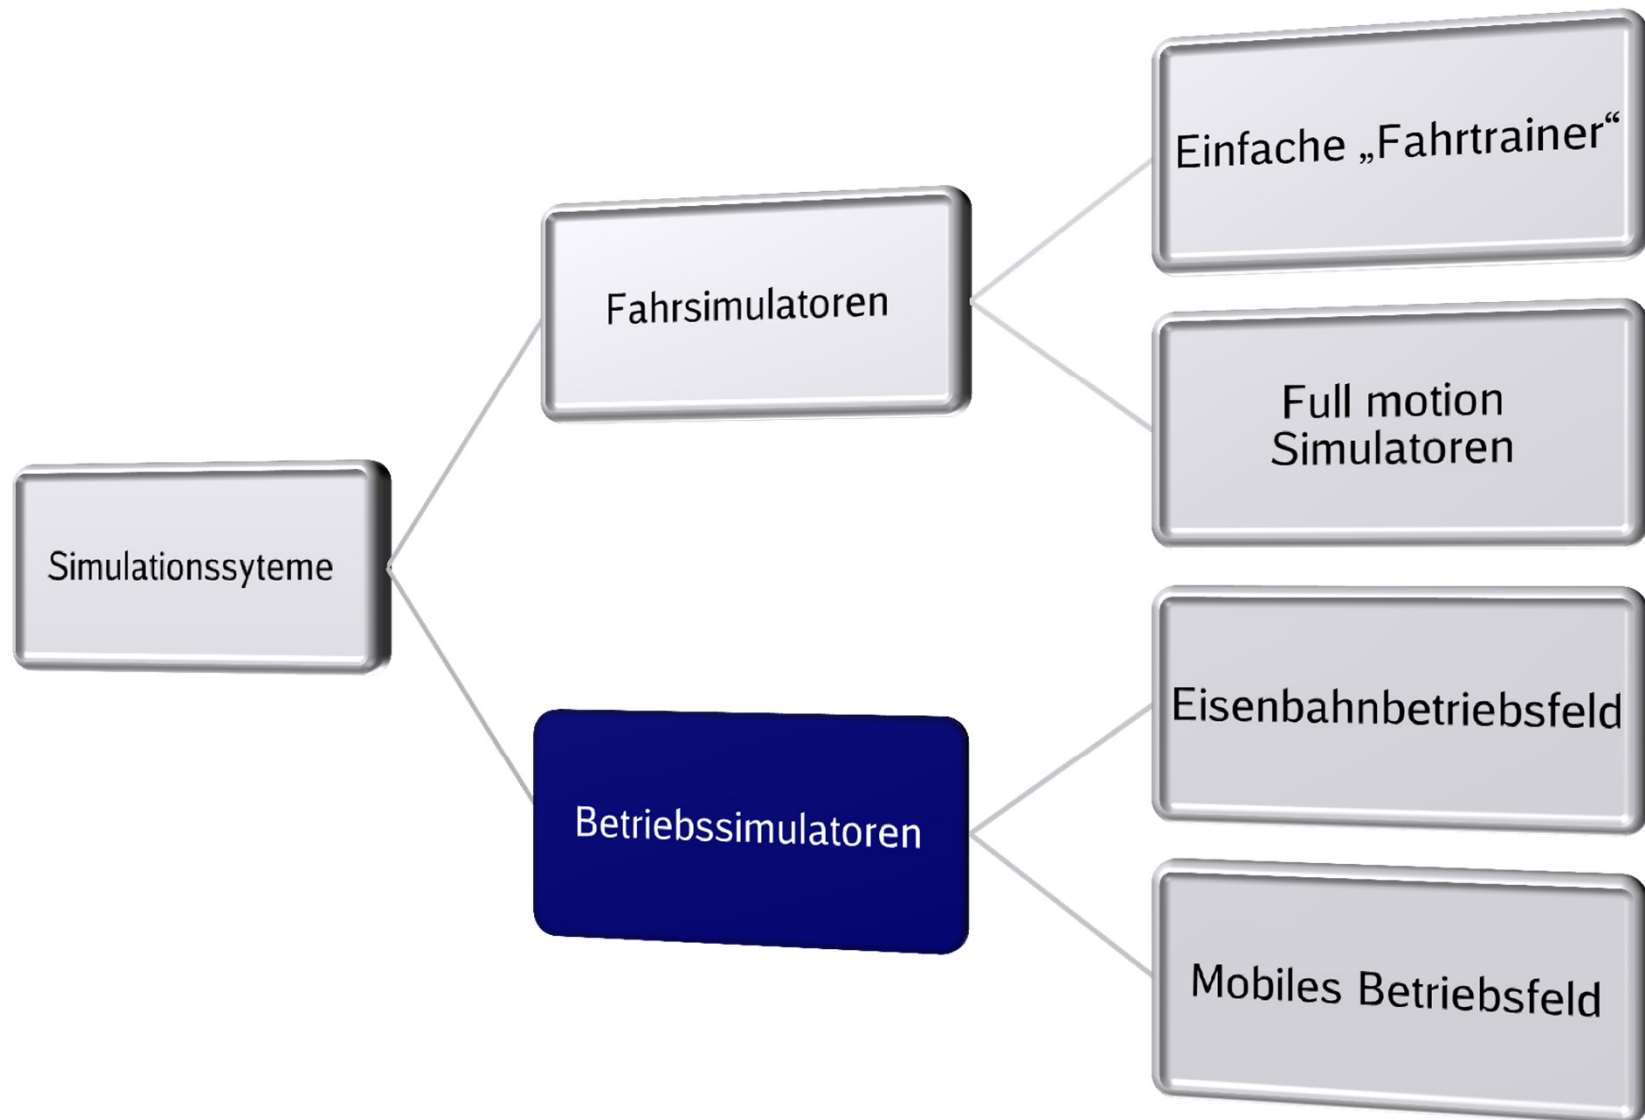 Einfache „Fahrtrainer“
Fahrsimulatoren
Full motion
Simulatoren
Simulationssyteme
Eisenbahnbetriebsfeld
Betriebssimulatoren
Mobiles Betriebsfeld